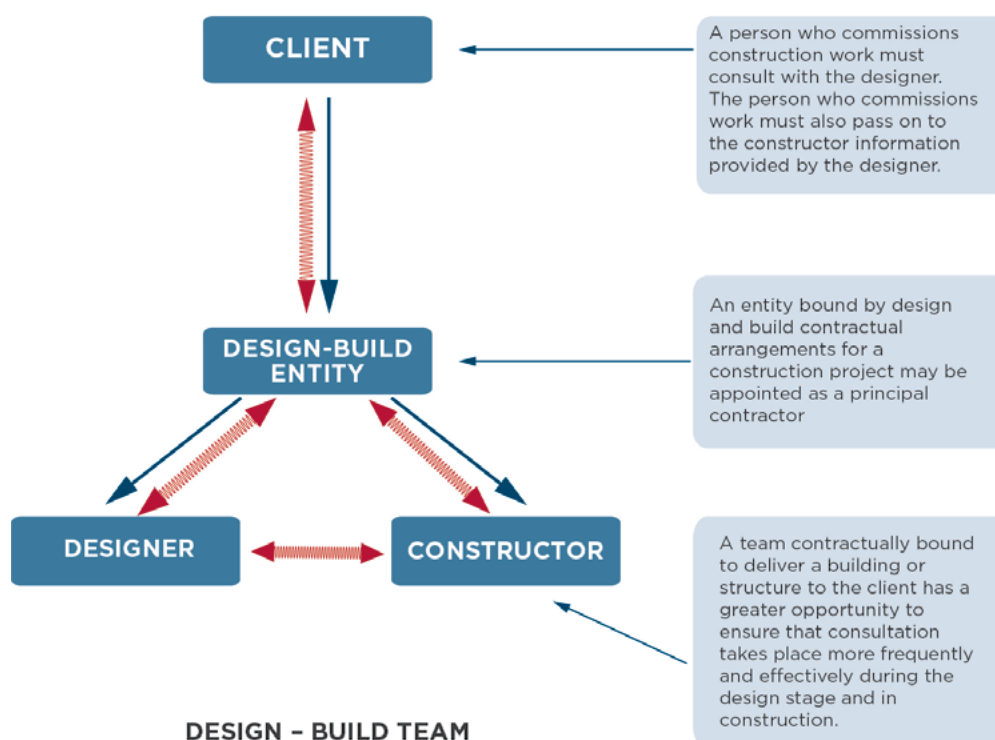 CLIENT
A person who commissions
construction work must
consult with the designer.
The person who commissions
work must also pass on to
the constructor information
provided by the designer.
DESIGN-BUILD
ENTITY
An entity bound by design
and build contractual
arrangements for a
construction project may be
appointed as a principal
contractor
DESIGNER
CONSTRUCTOR
A team contractually bound
to deliver a building or
structure to the client has a
greater opportunity to
ensure that consultation
takes place more frequently
and effectively during the
design stage and in
construction.
DESIGN – BUILD TEAM